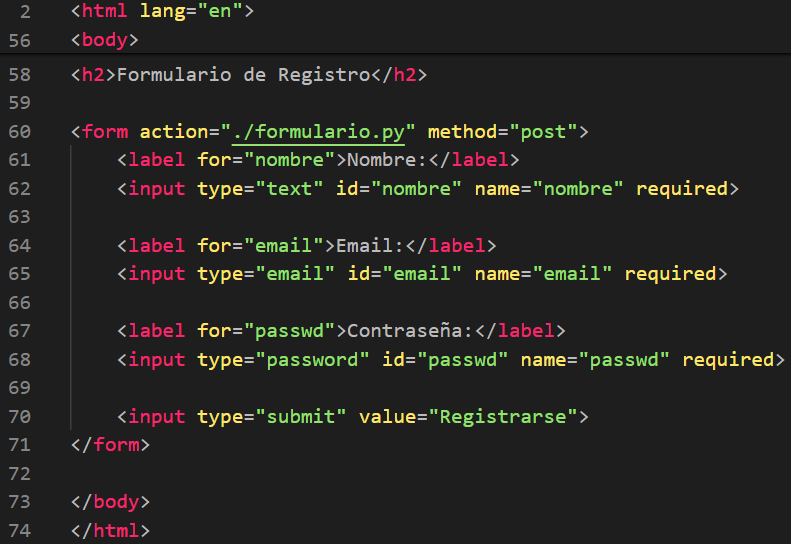 2 <html lang="en">
56 <body>
58 <h2>Formulario de Registro</h2>
59
60 <form action="./formulario.py" method="post">
61     <label for="nombre">Nombre:</label>
62     <input type="text" id="nombre" name="nombre" required>
63
64     <label for="email">Email:</label>
65     <input type="email" id="email" name="email" required>
66
67     <label for="passwd">Contraseña:</label>
68     <input type="password" id="passwd" name="passwd" required>
69
70     <input type="submit" value="Registrarse">
71 </form>
72
73 </body>
74 </html>